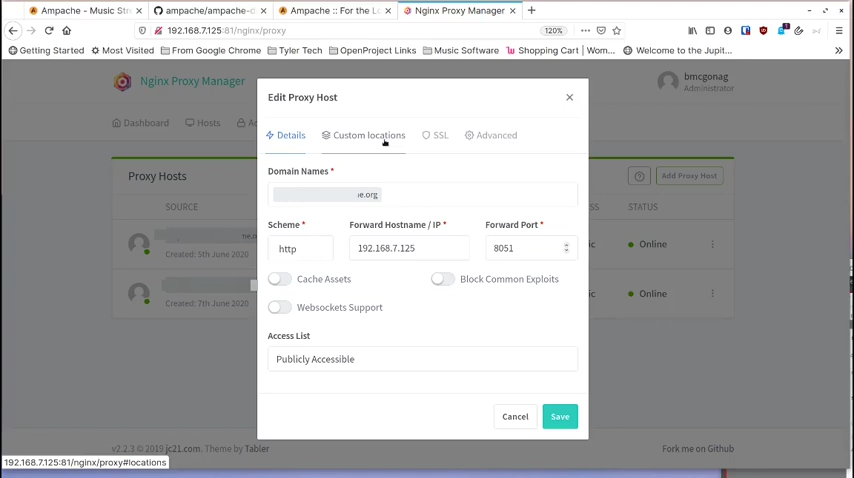 Ampache - Music Str
ampache/ampache-d
Ampache :: For the Lo
Nginx Proxy Manager
192.168.7.125:81/nginx/proxy
120%
Getting Started
Most Visited
From Google Chrome
Tyler Tech
OpenProject Links
Music Software
Shopping Cart | Wom...
Welcome to the Jupit...
Nginx Proxy Manager
bmcgonag
Administrator
Dashboard
Hosts
Proxy Hosts
Add Proxy Host
SOURCE
STATUS
Created: 5th June 2020
ic
Online
Created: 7th June 2020
ic
Online
Edit Proxy Host
Details
Custom locations
SSL
Advanced
Domain Names *
.org
Scheme *
Forward Hostname / IP *
Forward Port *
http
192.168.7.125
8051
Cache Assets
Block Common Exploits
Websockets Support
Access List
Publicly Accessible
Cancel
Save
v2.2.3 © 2019 jc21.com. Theme by Tabler
Fork me on Github
192.168.7.125:81/nginx/proxy#locations